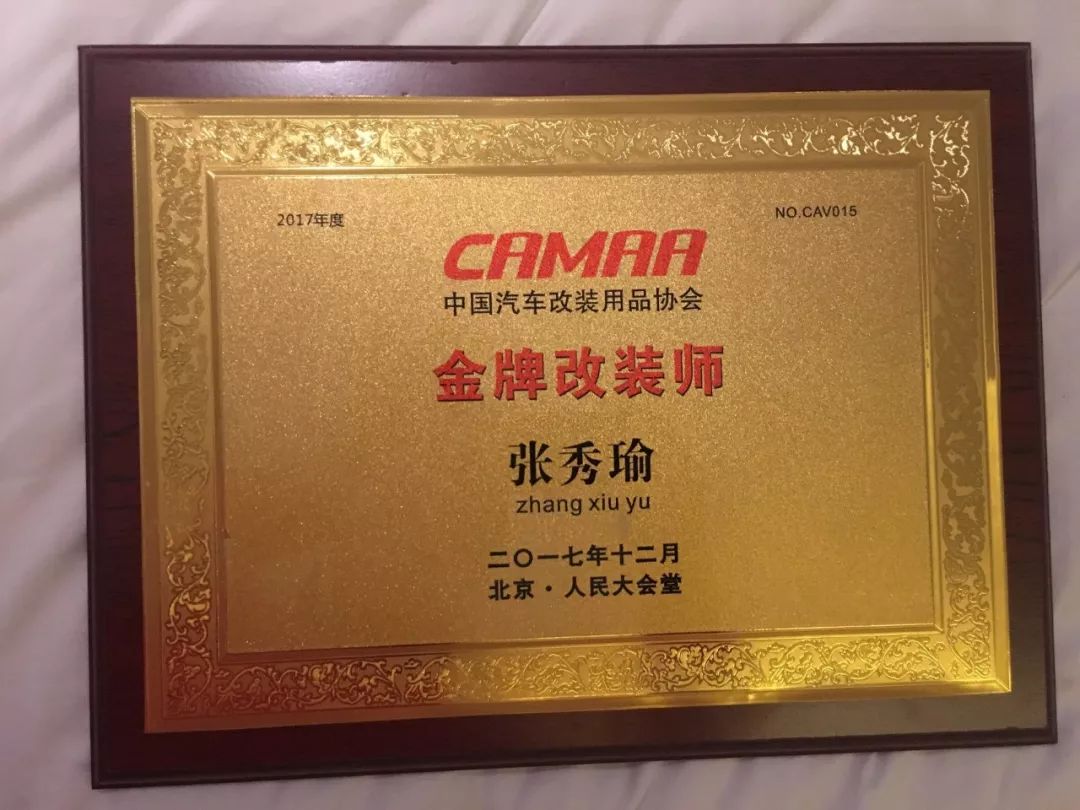 2017年度
NO.CAV015
CAMAA
中国汽车改装用品协会
金牌改装师
张秀瑜
zhang xiu yu
二〇一七年十二月
北京·人民大会堂